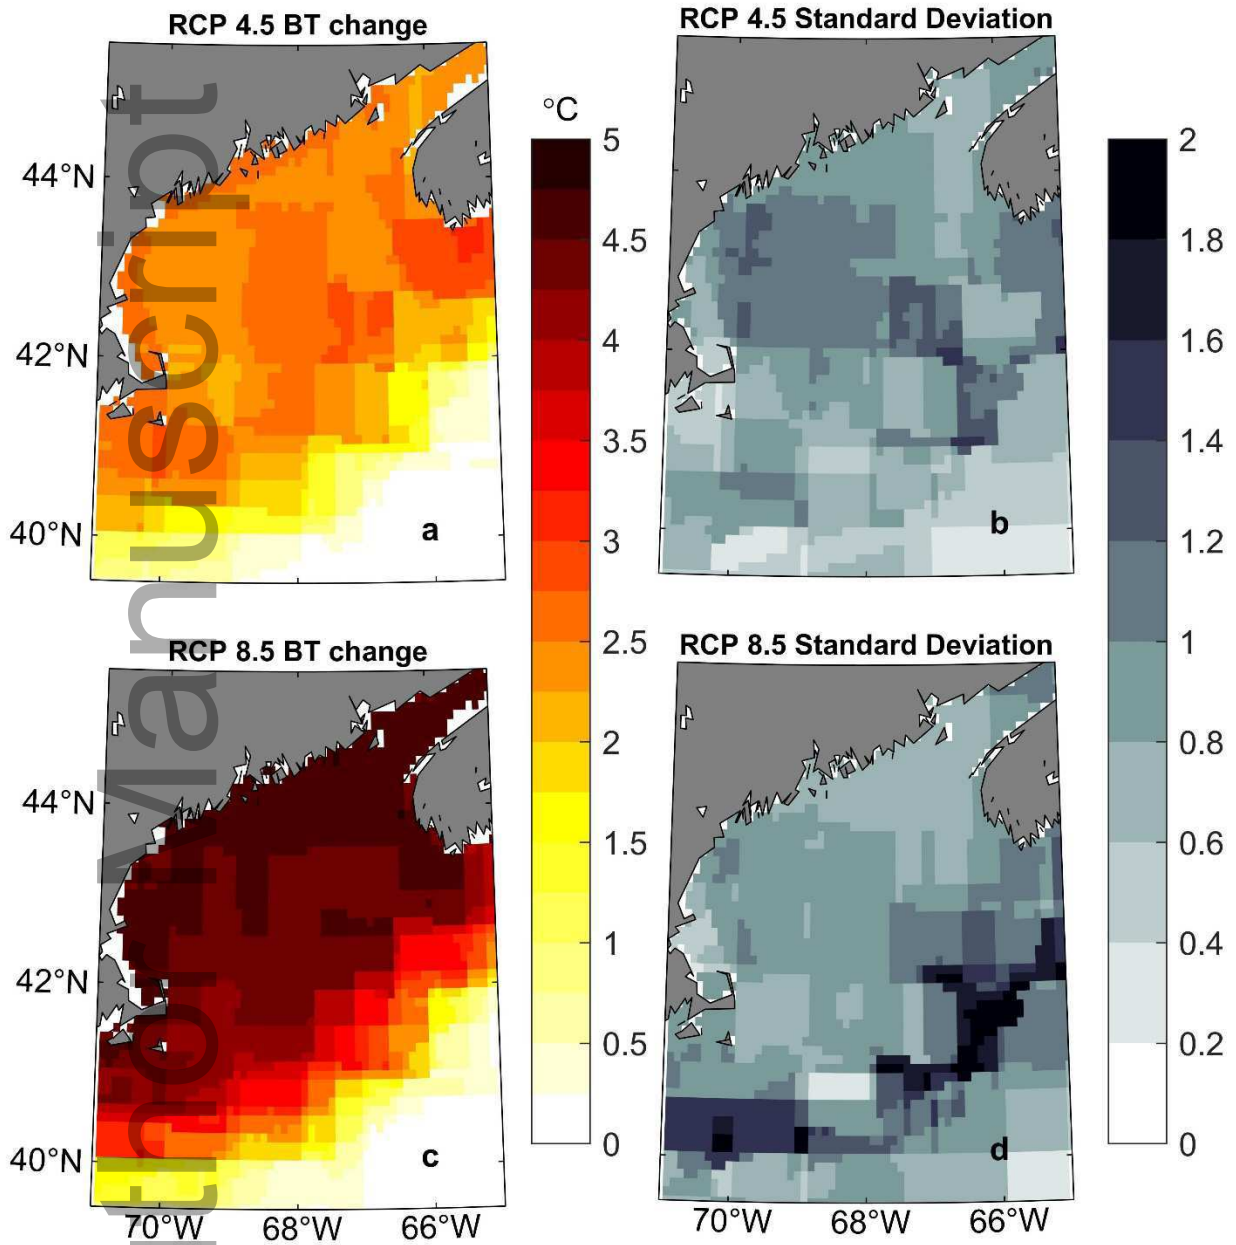 RCP 4.5 BT change
RCP 4.5 Standard Deviation
°C
5
4.5
4
3.5
3
2.5
2
1.5
1
0.5
0
2
1.8
1.6
1.4
1.2
1
0.8
0.6
0.4
0.2
0
44°N
42°N
40°N
a
b
RCP 8.5 BT change
RCP 8.5 Standard Deviation
44°N
42°N
40°N
c
d
70°W 68°W 66°W
70°W 68°W 66°W
thor Manuscript